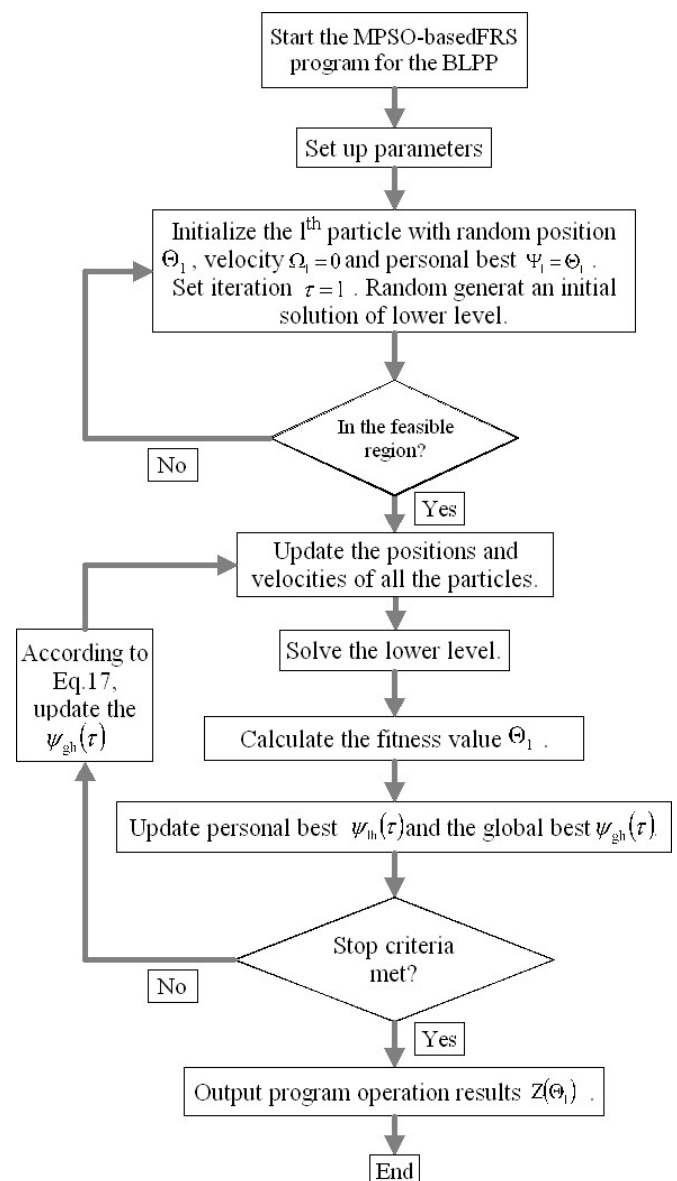 Start the MPSO-basedFRS
program for the BLPP
Set up parameters
Initialize the lth particle with random position
Θ₁ , velocity Ω₁=0 and personal best Ψ₁=Θ₁ .
Set iteration τ=1 . Random generat an initial
solution of lower level.
In the feasible
region?
No
Yes
Update the positions and
velocities of all the particles.
According to
Eq.17,
update the
ψgh(τ)
Solve the lower level.
Calculate the fitness value Θ₁ .
Update personal best ψlh(τ)and the global best ψgh(τ).
Stop criteria
met?
No
Yes
Output program operation results Z(Θ₁) .
End